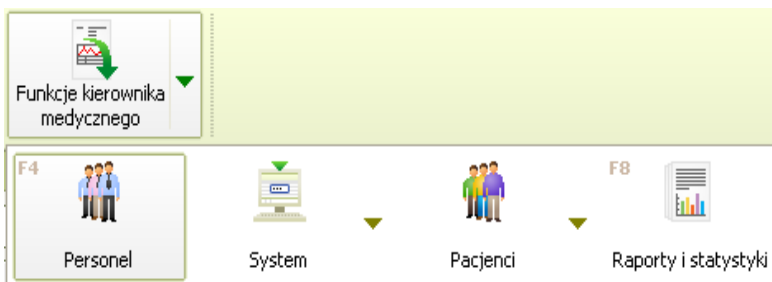 Funkcje kierownika
medycznego
F4
F8
Personel
System
Pacjenci
Raporty i statystyki